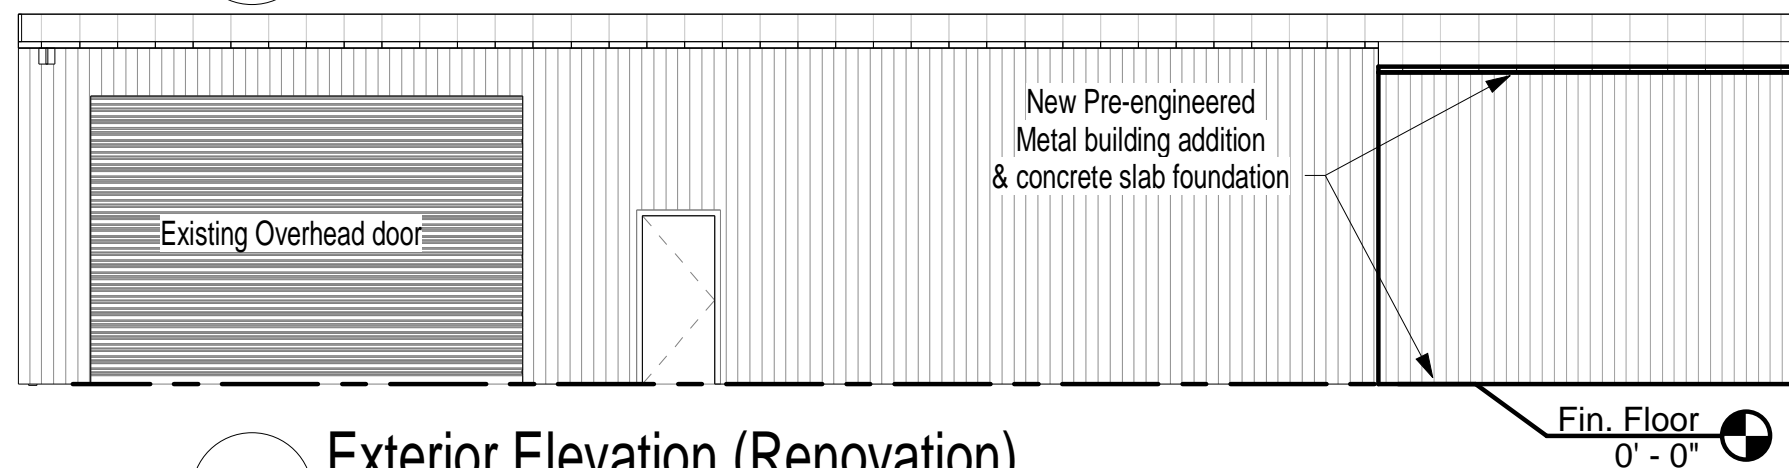 New Pre-engineered
Metal building addition
& concrete slab foundation
Existing Overhead door
Fin. Floor
0' - 0"
Exterior Elevation (Renovation)